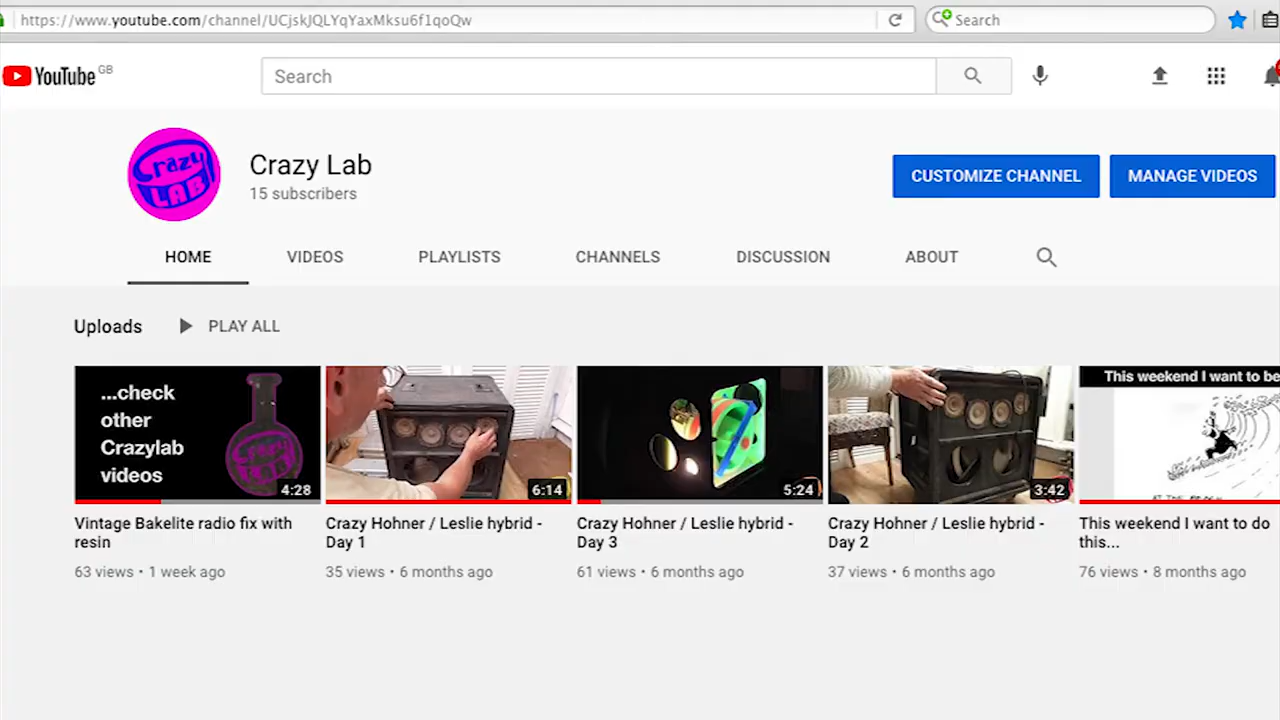 https://www.youtube.com/channel/UCjskJQLYqYaxMksu6f1qoQw
Search
YouTube GB
Search
Crazy LAB
Crazy Lab
15 subscribers
CUSTOMIZE CHANNEL
MANAGE VIDEOS
HOME
VIDEOS
PLAYLISTS
CHANNELS
DISCUSSION
ABOUT
Uploads
PLAY ALL
...check
other
Crazylab
videos
4:28
6:14
5:24
3:42
This weekend I want to be
Vintage Bakelite radio fix with
resin
63 views • 1 week ago
Crazy Hohner / Leslie hybrid -
Day 1
35 views • 6 months ago
Crazy Hohner / Leslie hybrid -
Day 3
61 views • 6 months ago
Crazy Hohner / Leslie hybrid -
Day 2
37 views • 6 months ago
This weekend I want to do
this...
76 views • 8 months ago